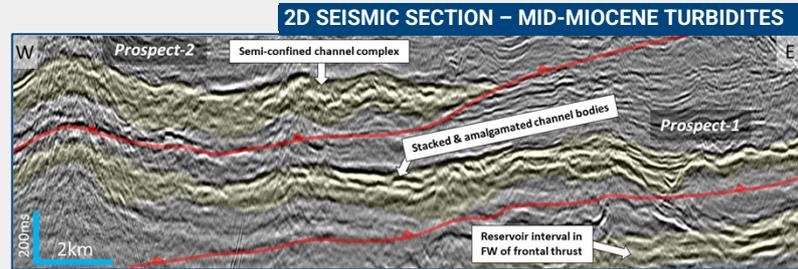 2D SEISMIC SECTION – MID-MIOCENE TURBIDITES
W
Prospect-2
Semi-confined channel complex
E
Stacked & amalgamated channel bodies
Prospect-1
200ms
2km
Reservoir interval in
FW of frontal thrust